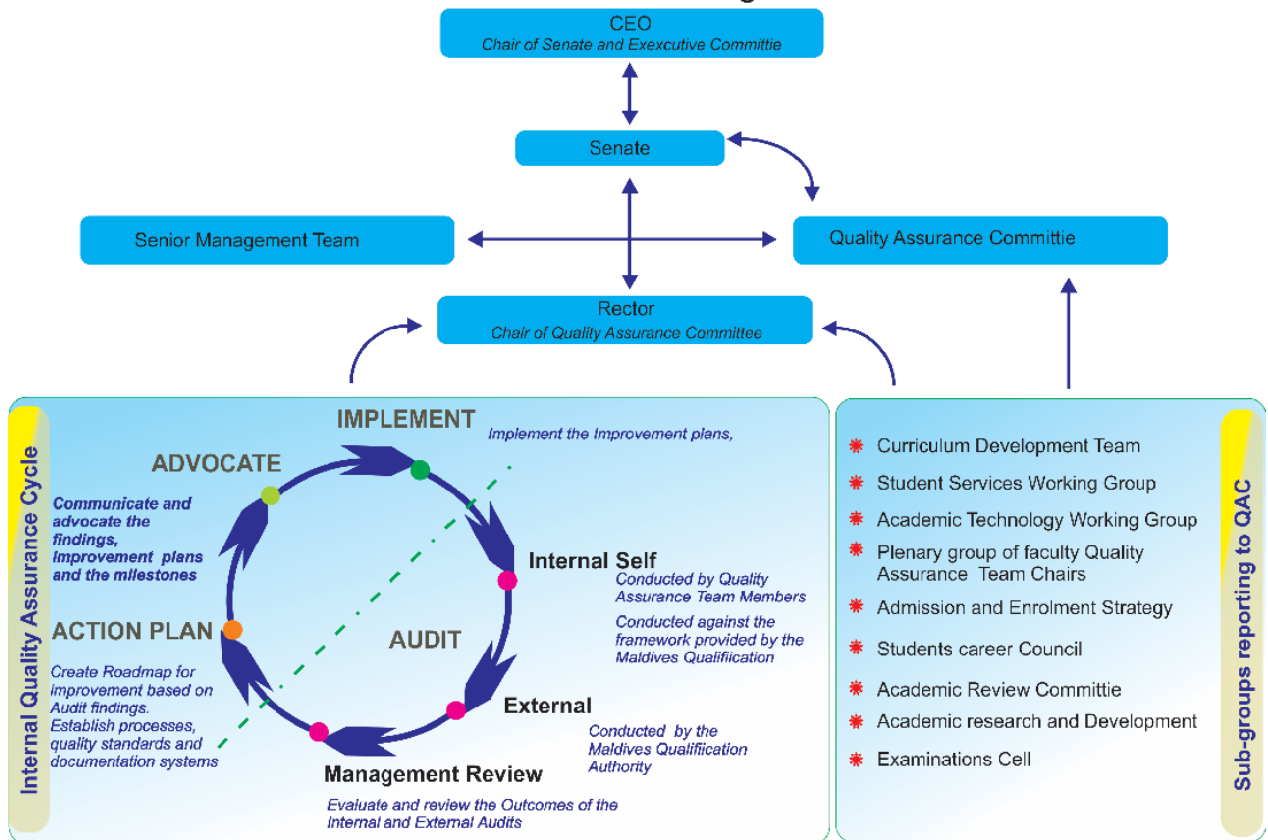 CEO
Chair of Senate and Exexcutive Committie
Senate
Senior Management Team
Quality Assurance Committie
Rector
Chair of Quality Assurance Committee
Internal Quality Assurance Cycle
IMPLEMENT
Implement the Improvement plans,
ADVOCATE
Communicate and
advocate the
findings,
Improvement plans
and the milestones
Internal Self
Conducted by Quality
Assurance Team Members
Conducted against the
framework provided by the
Maldives Qualifiication
AUDIT
ACTION PLAN
Create Roadmap for
improvement based on
Audit findings.
Establish processes,
quality standards and
documentation systems
External
Conducted by the
Maldives Qualifiication
Authority
Management Review
Evaluate and review the Outcomes of the
Internal and External Audits
Curriculum Development Team
Student Services Working Group
Academic Technology Working Group
Plenary group of faculty Quality
Assurance Team Chairs
Admission and Enrolment Strategy
Students career Council
Academic Review Committie
Academic research and Development
Examinations Cell
Sub-groups reporting to QAC